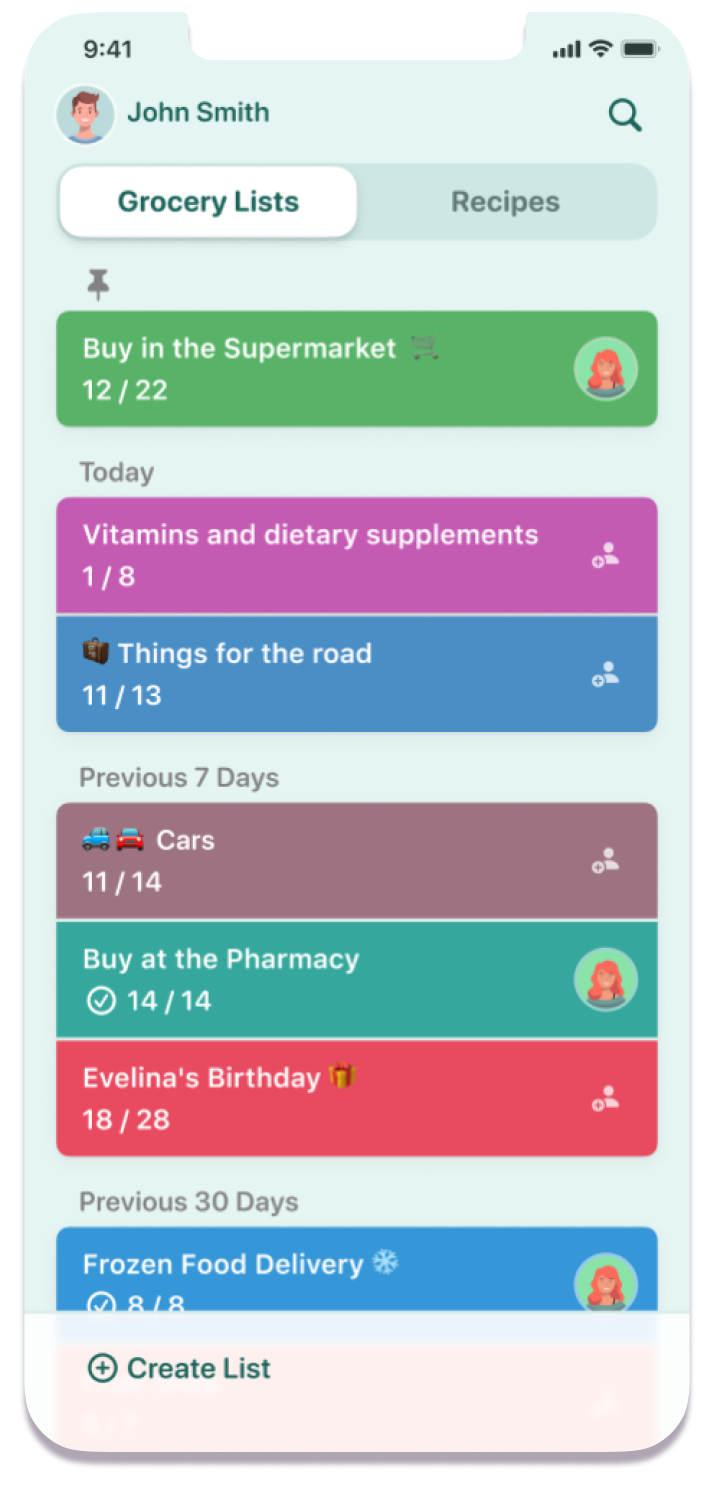 9:41
John Smith
Grocery Lists
Recipes
Buy in the Supermarket 🛒
12 / 22
Today
Vitamins and dietary supplements
1 / 8
🧳 Things for the road
11 / 13
Previous 7 Days
🚙🚘 Cars
11 / 14
Buy at the Pharmacy
14 / 14
Evelina's Birthday 🎁
18 / 28
Previous 30 Days
Frozen Food Delivery ❄️
8 / 8
Create List